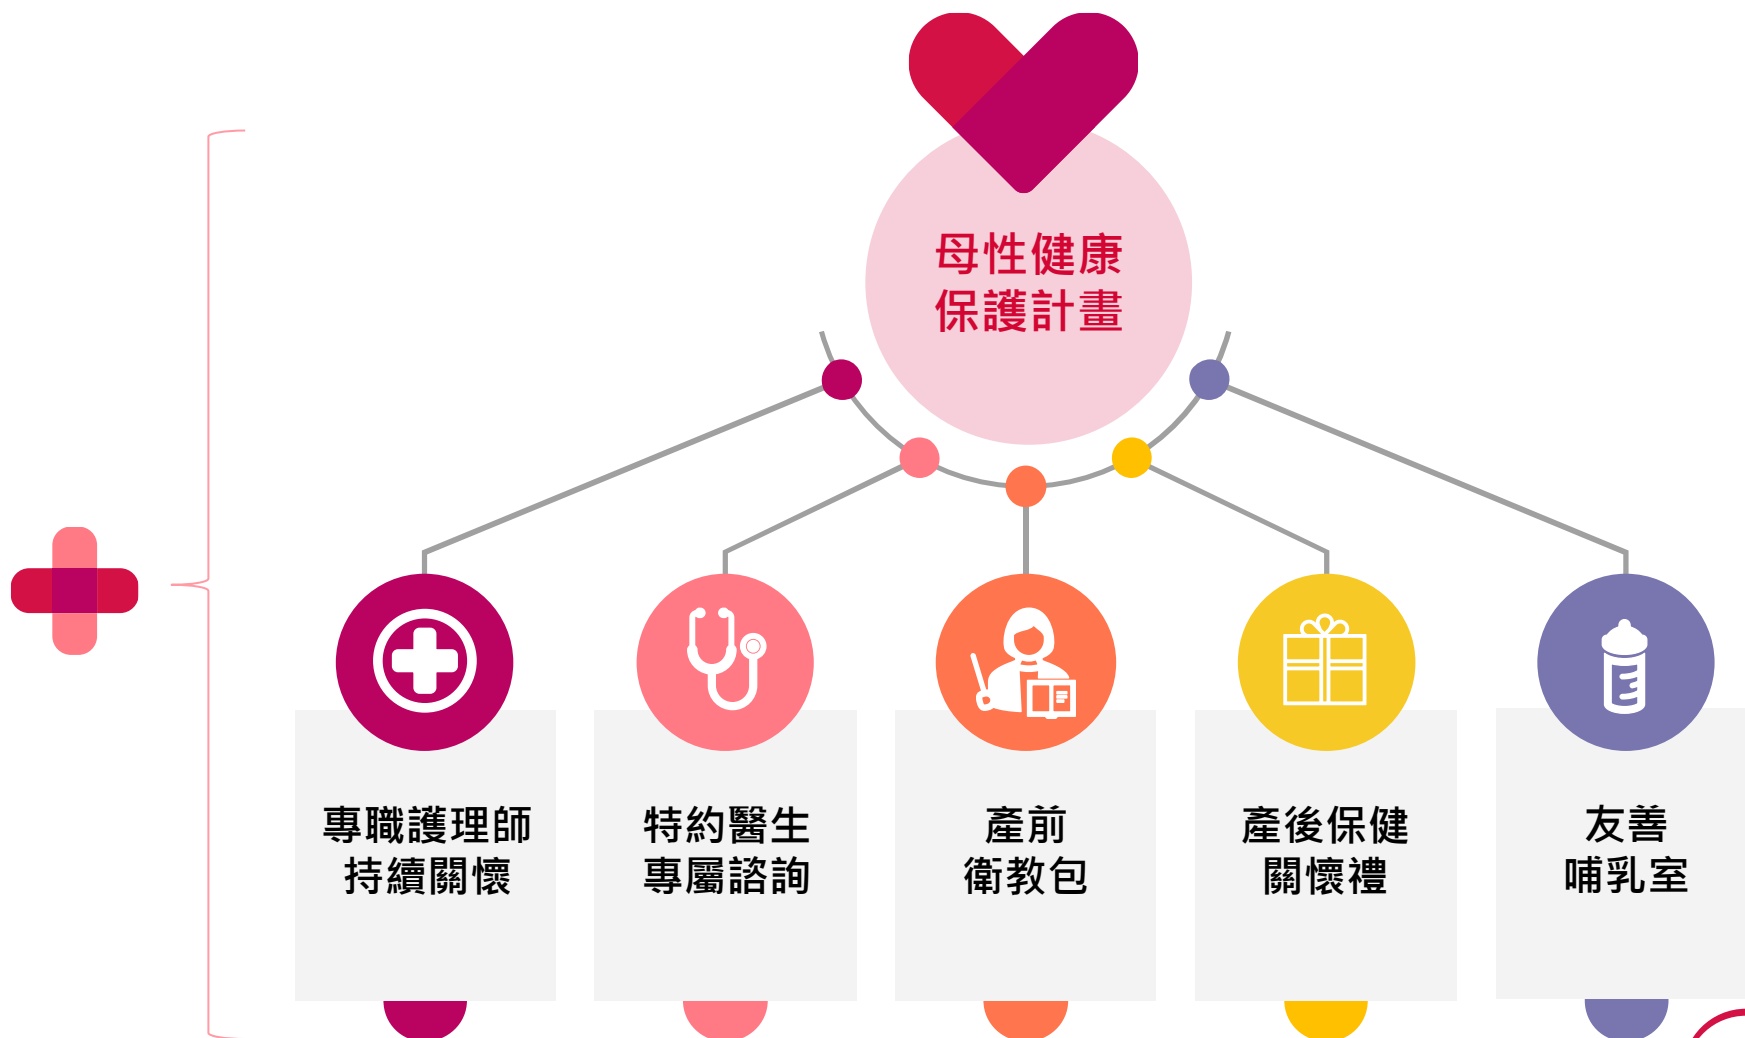 母性健康
保護計畫
專職護理師
持續關懷
特約醫生
專屬諮詢
產前
衛教包
產後保健
關懷禮
友善
哺乳室